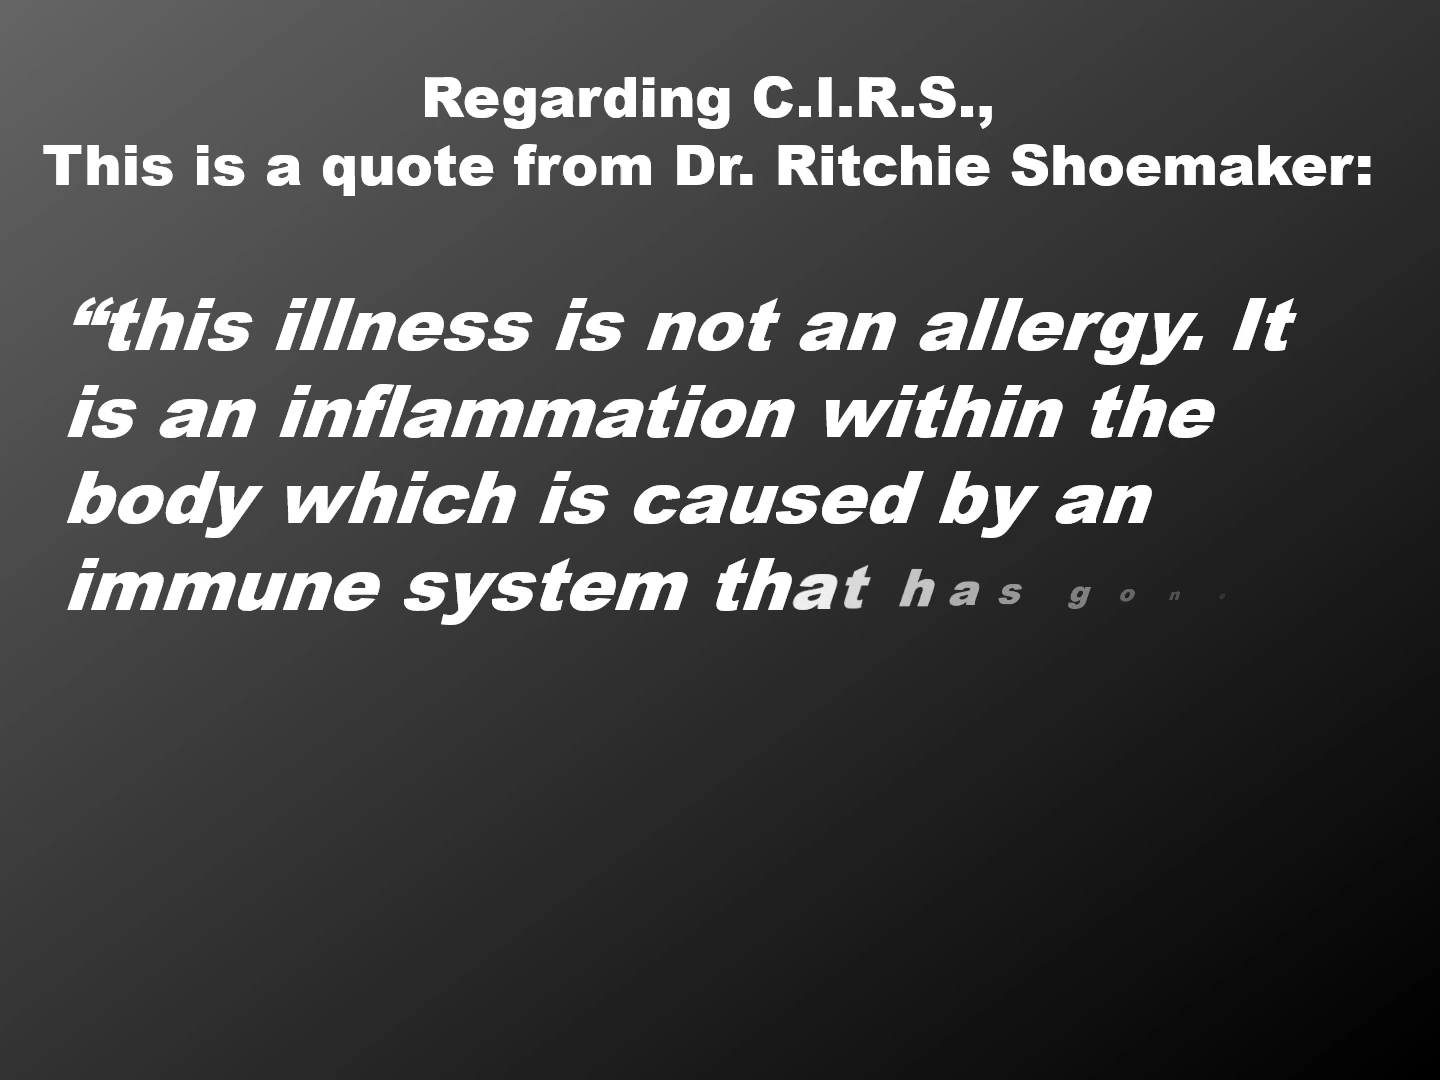 Regarding C.I.R.S.,
This is a quote from Dr. Ritchie Shoemaker:
“this illness is not an allergy. It
is an inflammation within the
body which is caused by an
immune system that has gon